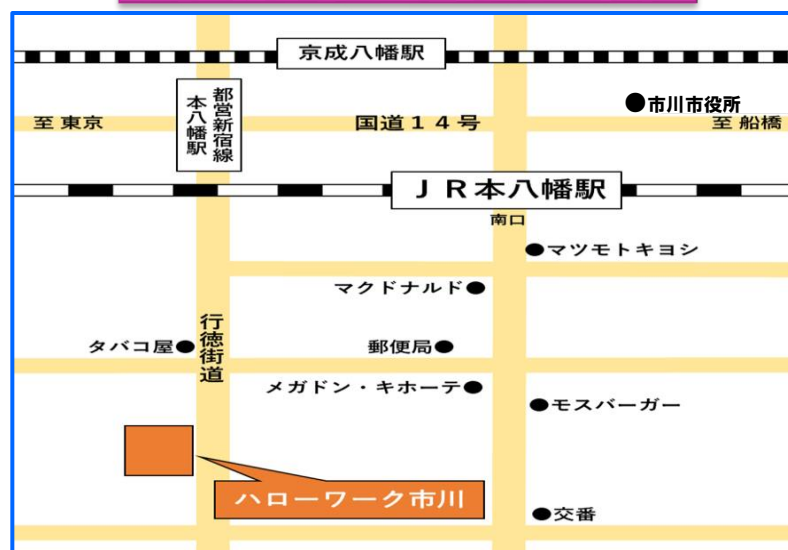 京成八幡駅
都営新宿線
本八幡駅
●市川市役所
至 東京
国道14号
至 船橋
JR本八幡駅
南口
●マツモトキヨシ
マクドナルド●
行徳街道
タバコ屋●
郵便局●
メガドン・キホーテ●
●モスバーガー
ハローワーク市川
●交番